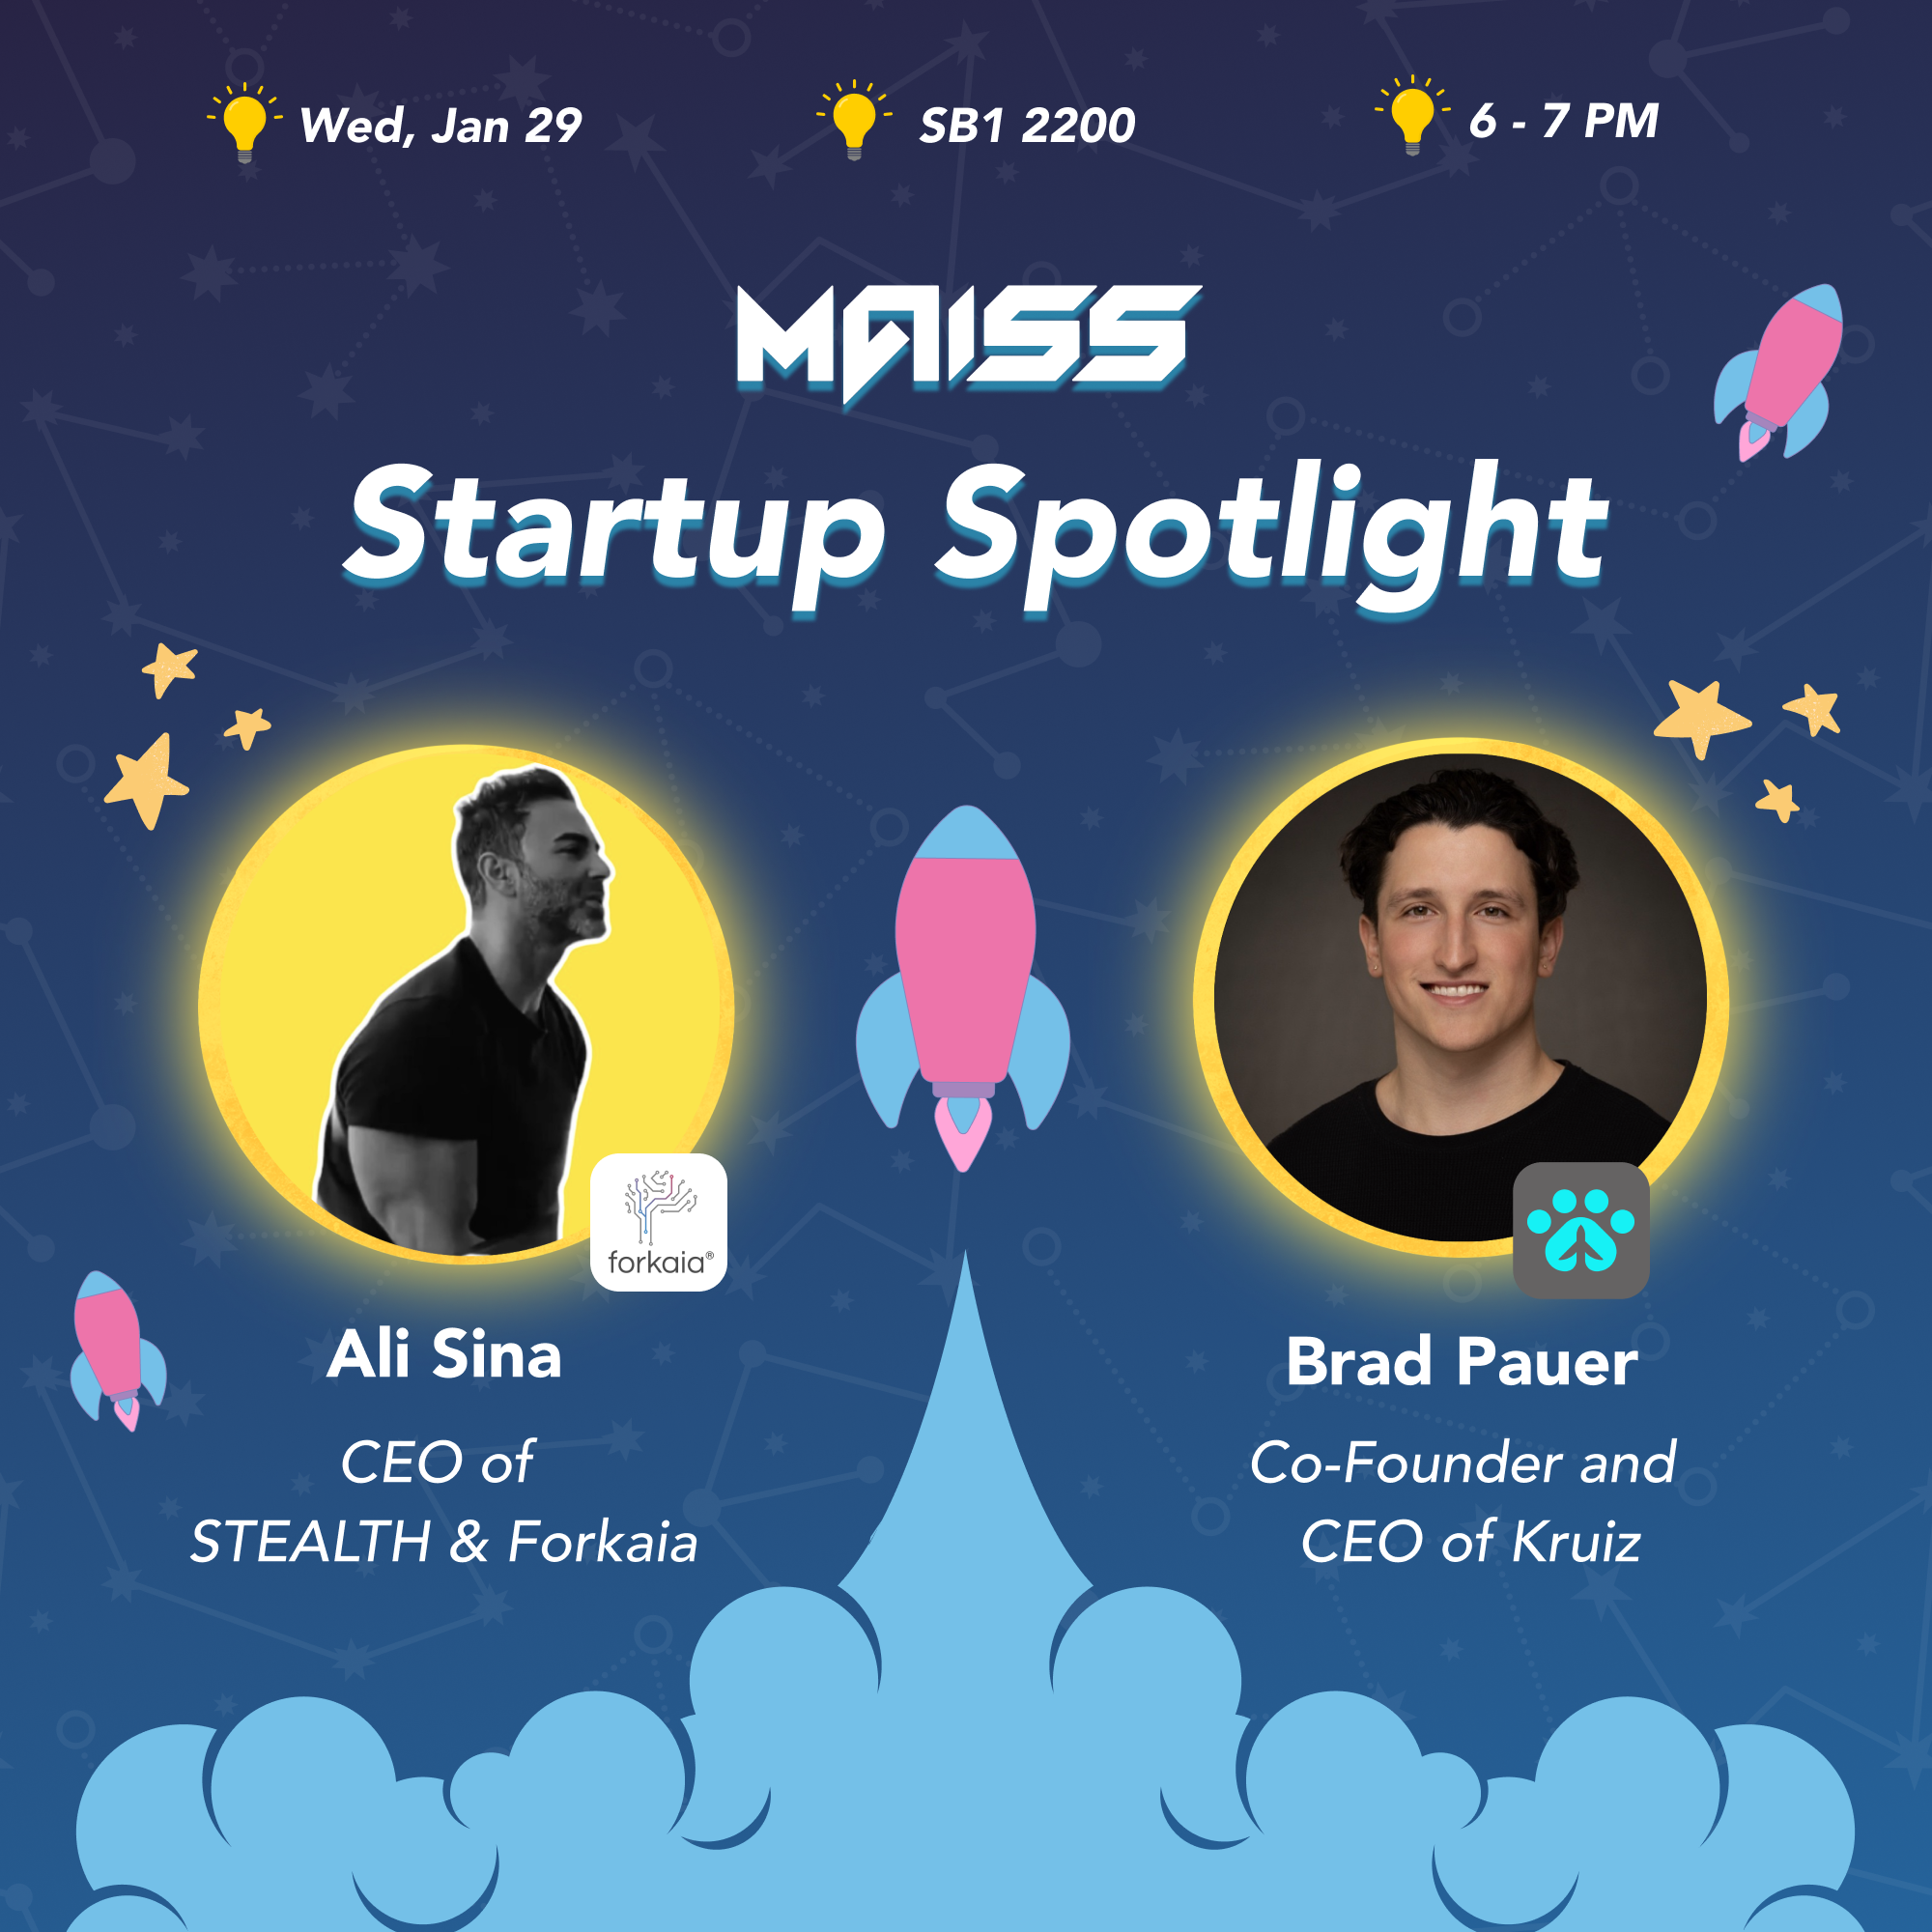 Wed, Jan 29
SB1 2200
6 - 7 PM
MAISS
Startup Spotlight
forkaia®
Ali Sina
CEO of
STEALTH & Forkaia
Brad Pauer
Co-Founder and
CEO of Kruiz